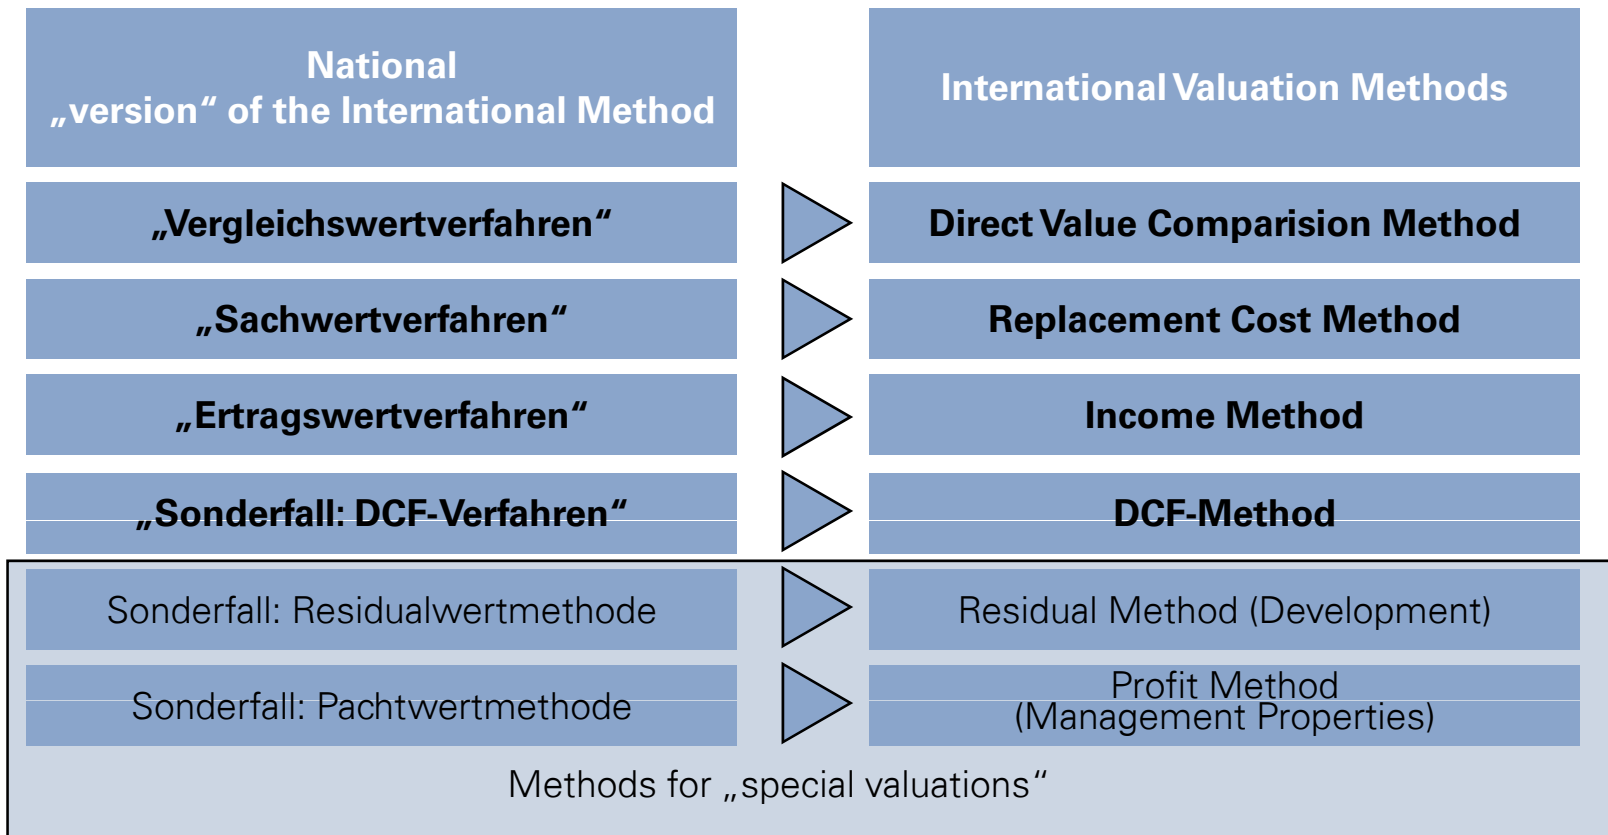 National
„version“ of the International Method
International Valuation Methods
„Vergleichswertverfahren“
Direct Value Comparision Method
„Sachwertverfahren“
Replacement Cost Method
„Ertragswertverfahren“
Income Method
„Sonderfall: DCF-Verfahren“
DCF-Method
Sonderfall: Residualwertmethode
Residual Method (Development)
Sonderfall: Pachtwertmethode
Profit Method
(Management Properties)
Methods for „special valuations“